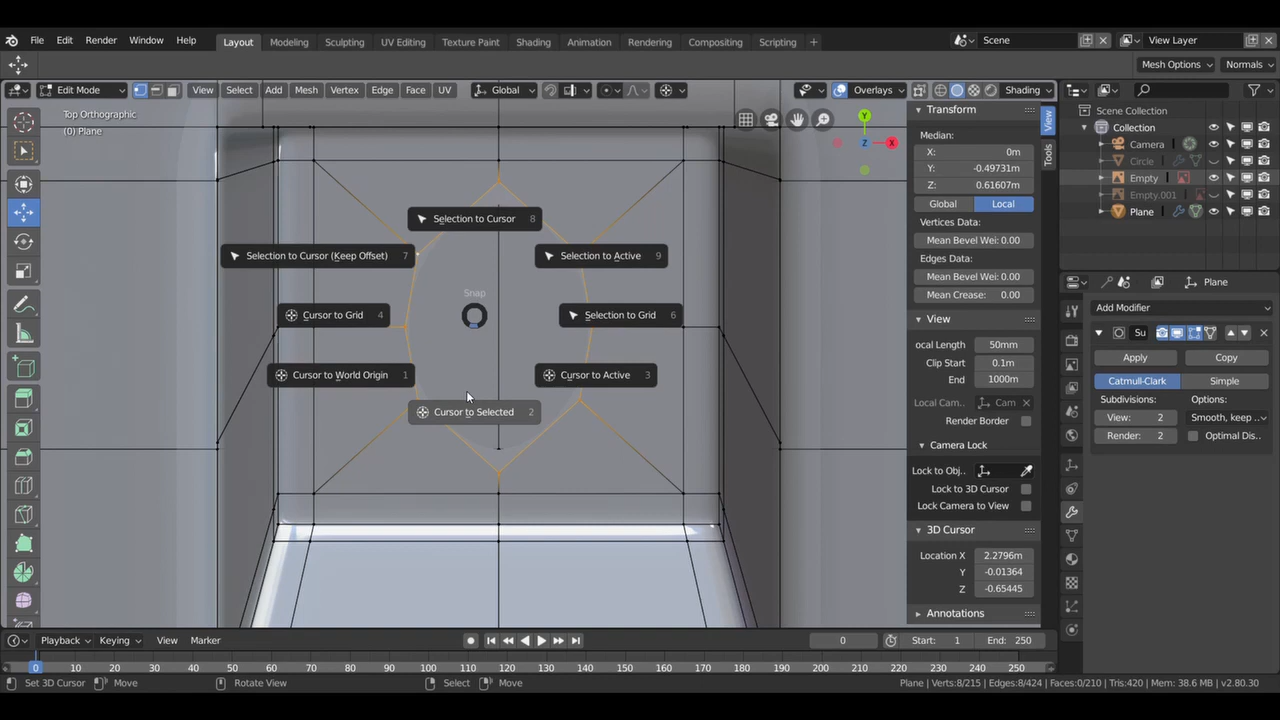 File Edit Render Window Help Layout Modeling Sculpting UV Editing Texture Paint Shading Animation Rendering Compositing Scripting + Scene View Layer
Mesh Options Normals
Edit Mode View Select Add Mesh Vertex Edge Face UV Global Overlays Shading
Top Orthographic
(0) Plane
Y
X
Z
Selection to Cursor 8
Selection to Cursor (Keep Offset) 7
Selection to Active 9
Snap
Cursor to Grid 4
Selection to Grid 6
Cursor to World Origin 1
Cursor to Active 3
Cursor to Selected 2
View
Tools
Transform
Median:
X: 0m
Y: -0.49731m
Z: 0.61607m
Global Local
Vertices Data:
Mean Bevel Wei: 0.00
Edges Data:
Mean Bevel Wei: 0.00
Mean Crease: 0.00
View
ocal Length 50mm
Clip Start 0.1m
End 1000m
Local Cam.. Cam
Render Border
Camera Lock
Lock to Obj..
Lock to 3D Cursor
Lock Camera to View
3D Cursor
Location X 2.2796m
Y -0.01364
Z -0.65445
Annotations
Scene Collection
Collection
Camera
Circle
Empty
Empty.001
Plane
Plane
Add Modifier
Su
Apply Copy
Catmull-Clark Simple
Subdivisions: Options:
View: 2 Smooth, keep ..
Render: 2 Optimal Dis..
Playback Keying View Marker 0 Start: 1 End: 250
0 10 20 30 40 50 60 70 80 90 100 110 120 130 140 150 160 170 180 190 200 210 220 230 240 250
Set 3D Cursor Move Rotate View Select Move Plane | Verts:8/215 | Edges:8/424 | Faces:0/210 | Tris:420 | Mem: 38.6 MB | v2.80.30